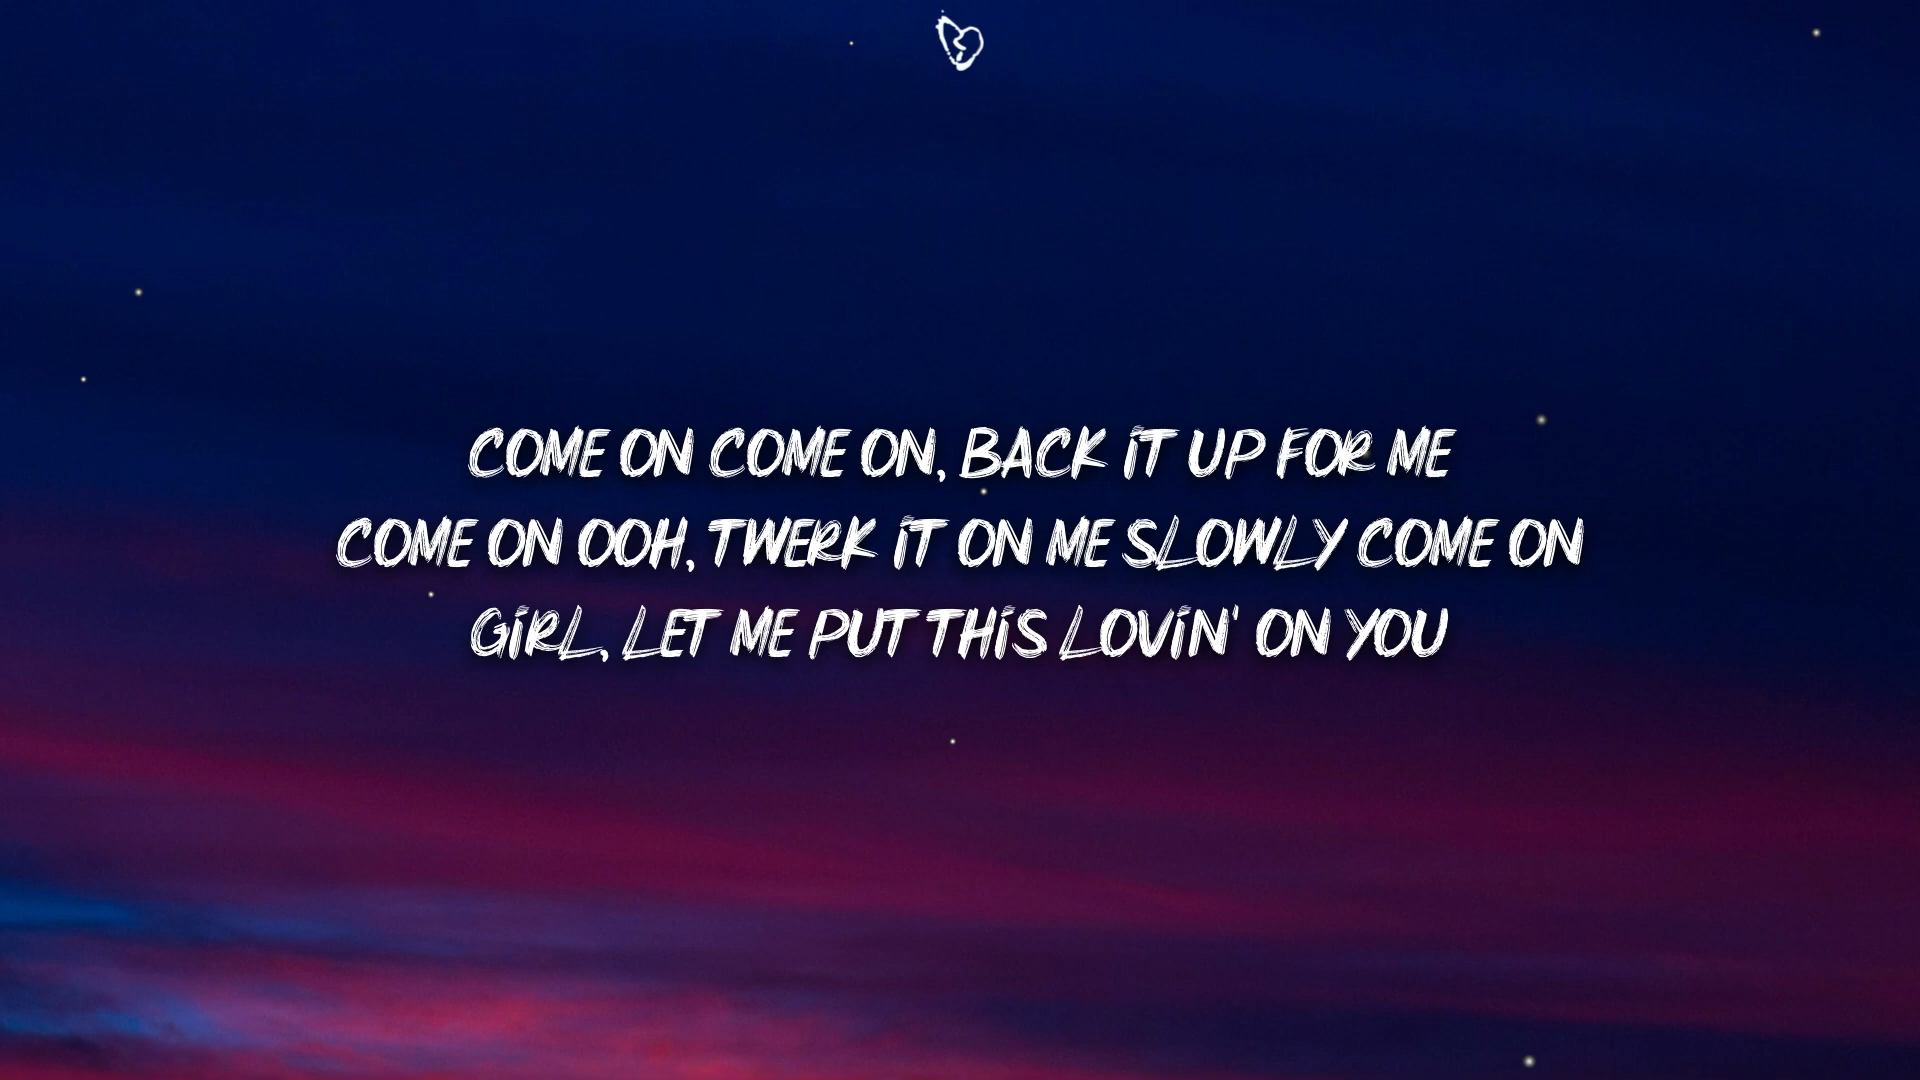 COME ON COME ON, BACK IT UP FOR ME
COME ON OOH, TWERK IT ON ME SLOWLY COME ON
GIRL, LET ME PUT THIS LOVIN' ON YOU